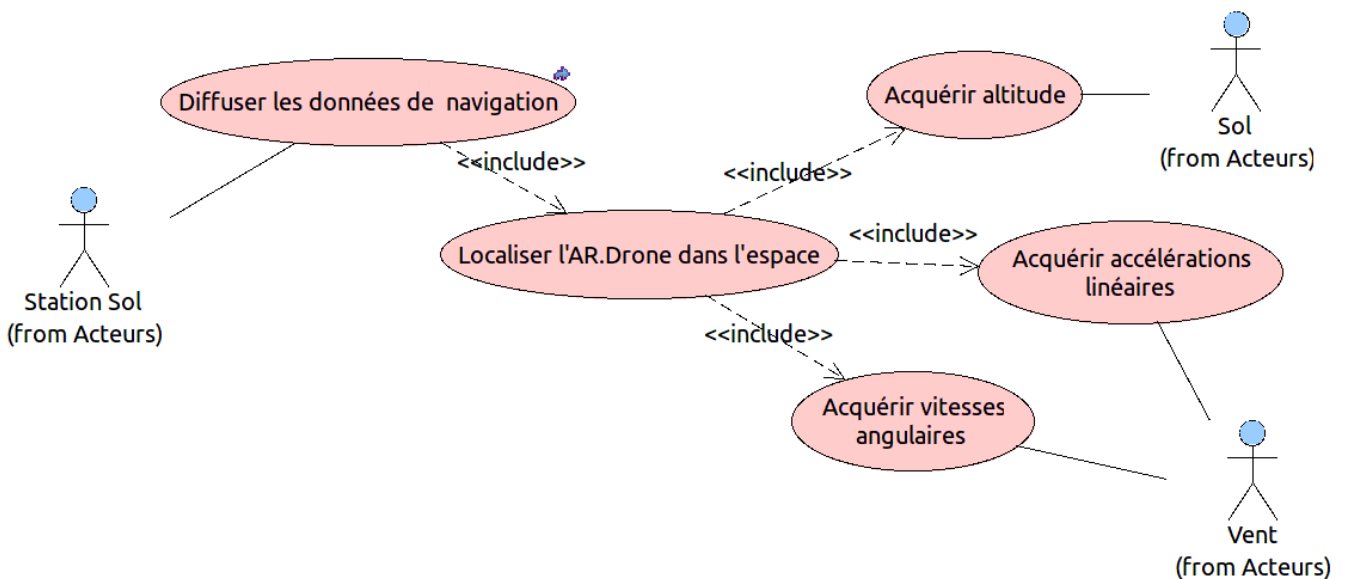 Diffuser les données de navigation
<<include>>
Acquérir altitude
Sol
(from Acteurs)
<<include>>
Station Sol
(from Acteurs)
Localiser l'AR.Drone dans l'espace
<<include>>
Acquérir accélérations
linéaires
<<include>>
Acquérir vitesses
angulaires
Vent
(from Acteurs)